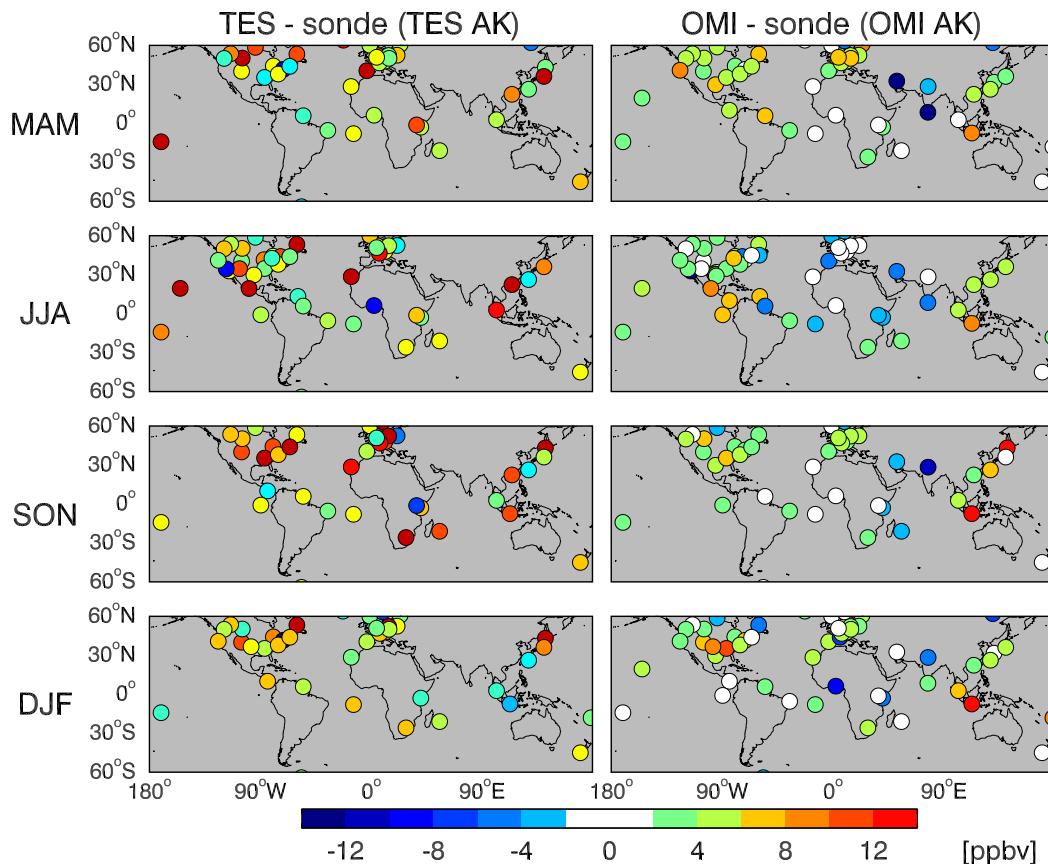 TES - sonde (TES AK) OMI - sonde (OMI AK)
60°N
30°N
MAM 0°
30°S
60°S
60°N
30°N
JJA 0°
30°S
60°S
60°N
30°N
SON 0°
30°S
60°S
60°N
30°N
DJF 0°
30°S
60°S
180° 90°W 0° 90°E 180° 90°W 0° 90°E
-12 -8 -4 0 4 8 12 [ppbv]